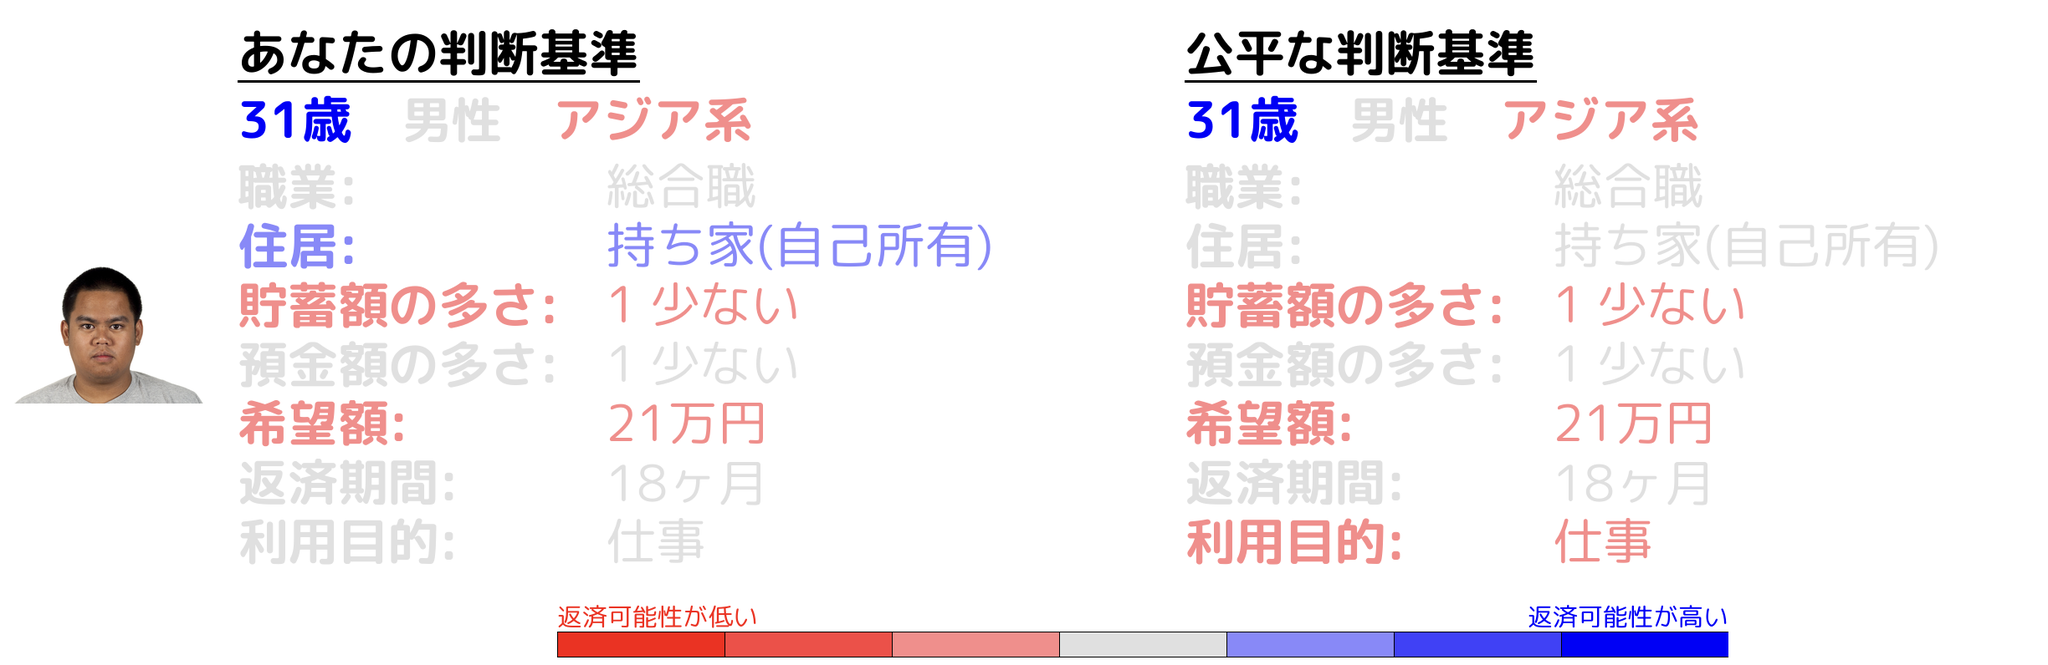 あなたの判断基準
31歳 男性 アジア系
職業: 総合職
住居: 持ち家(自己所有)
貯蓄額の多さ: 1 少ない
預金額の多さ: 1 少ない
希望額: 21万円
返済期間: 18ヶ月
利用目的: 仕事
公平な判断基準
31歳 男性 アジア系
職業: 総合職
住居: 持ち家(自己所有)
貯蓄額の多さ: 1 少ない
預金額の多さ: 1 少ない
希望額: 21万円
返済期間: 18ヶ月
利用目的: 仕事
返済可能性が低い
返済可能性が高い